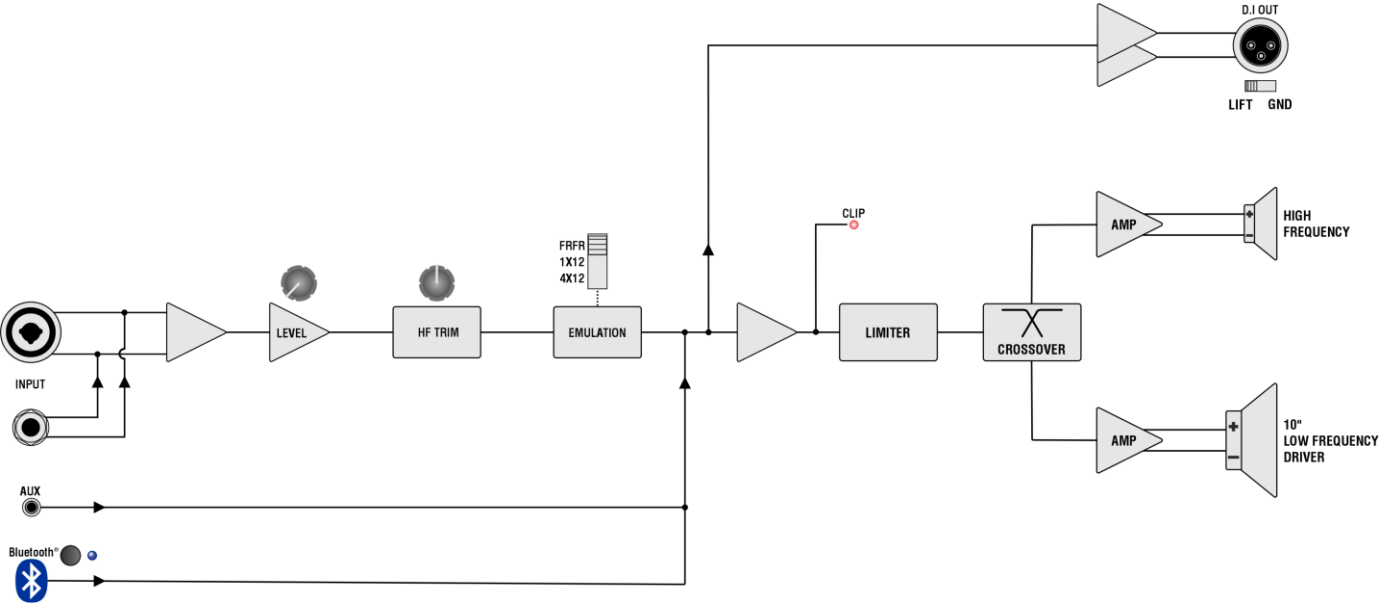 D.I OUT
LIFT GND
CLIP
AMP
+
−
HIGH
FREQUENCY
FRFR
1X12
4X12
LEVEL
HF TRIM
EMULATION
LIMITER
CROSSOVER
INPUT
AMP
+
−
10"
LOW FREQUENCY
DRIVER
AUX
Bluetooth®